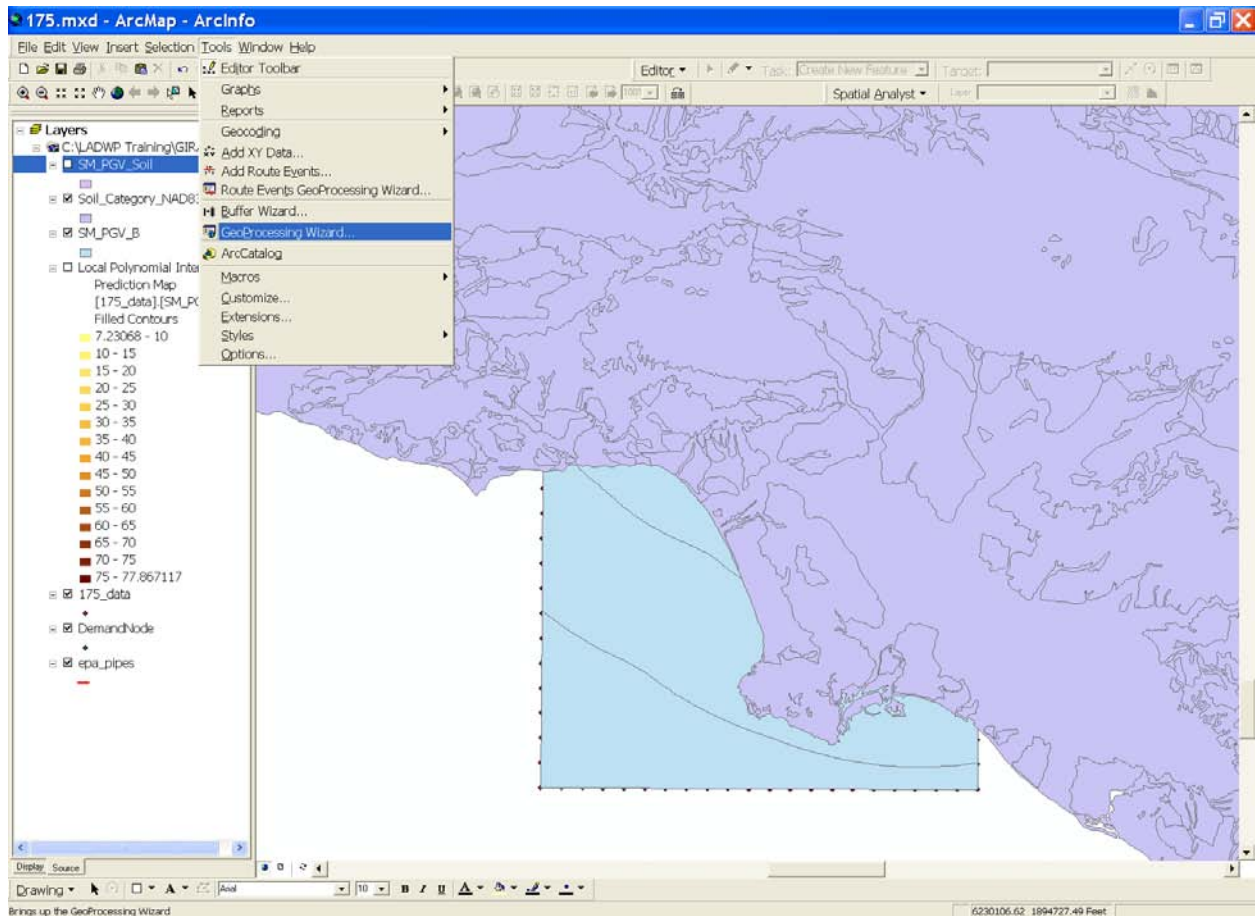 175.mxd - ArcMap - ArcInfo
File Edit View Insert Selection Tools Window Help
Editor Task: Create New Feature Target:
Spatial Analyst Layer:
Editor Toolbar
Graphs
Reports
Geocoding
Add XY Data...
Add Route Events...
Route Events GeoProcessing Wizard...
Buffer Wizard...
GeoProcessing Wizard...
ArcCatalog
Macros
Customize...
Extensions...
Styles
Options...
Layers
C:\LADWP Training\GIR
SM_PGV_Soil
Soil_Category_NAD83
SM_PGV_B
Local Polynomial Inte
Prediction Map
[175_data].[SM_PG
Filled Contours
7.23068 - 10
10 - 15
15 - 20
20 - 25
25 - 30
30 - 35
35 - 40
40 - 45
45 - 50
50 - 55
55 - 60
60 - 65
65 - 70
70 - 75
75 - 77.867117
175_data
DemandNode
epa_pipes
Display Source
Drawing A Arial 10 B I U A
Brings up the GeoProcessing Wizard
6230106.62 1894727.49 Feet